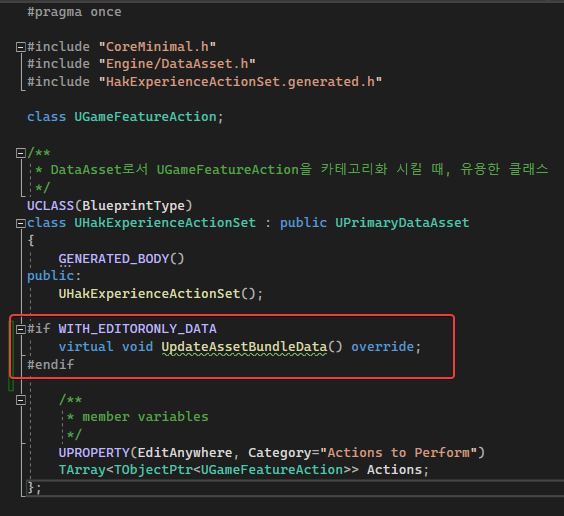 #pragma once
#include "CoreMinimal.h"
#include "Engine/DataAsset.h"
#include "HakExperienceActionSet.generated.h"
class UGameFeatureAction;
/**
* DataAsset로서 UGameFeatureAction을 카테고리화 시킬 때, 유용한 클래스
*/
UCLASS(BlueprintType)
class UHakExperienceActionSet : public UPrimaryDataAsset
{
GENERATED_BODY()
public:
UHakExperienceActionSet();
#if WITH_EDITORONLY_DATA
virtual void UpdateAssetBundleData() override;
#endif
/**
* member variables
*/
UPROPERTY(EditAnywhere, Category="Actions to Perform")
TArray<TObjectPtr<UGameFeatureAction>> Actions;
};